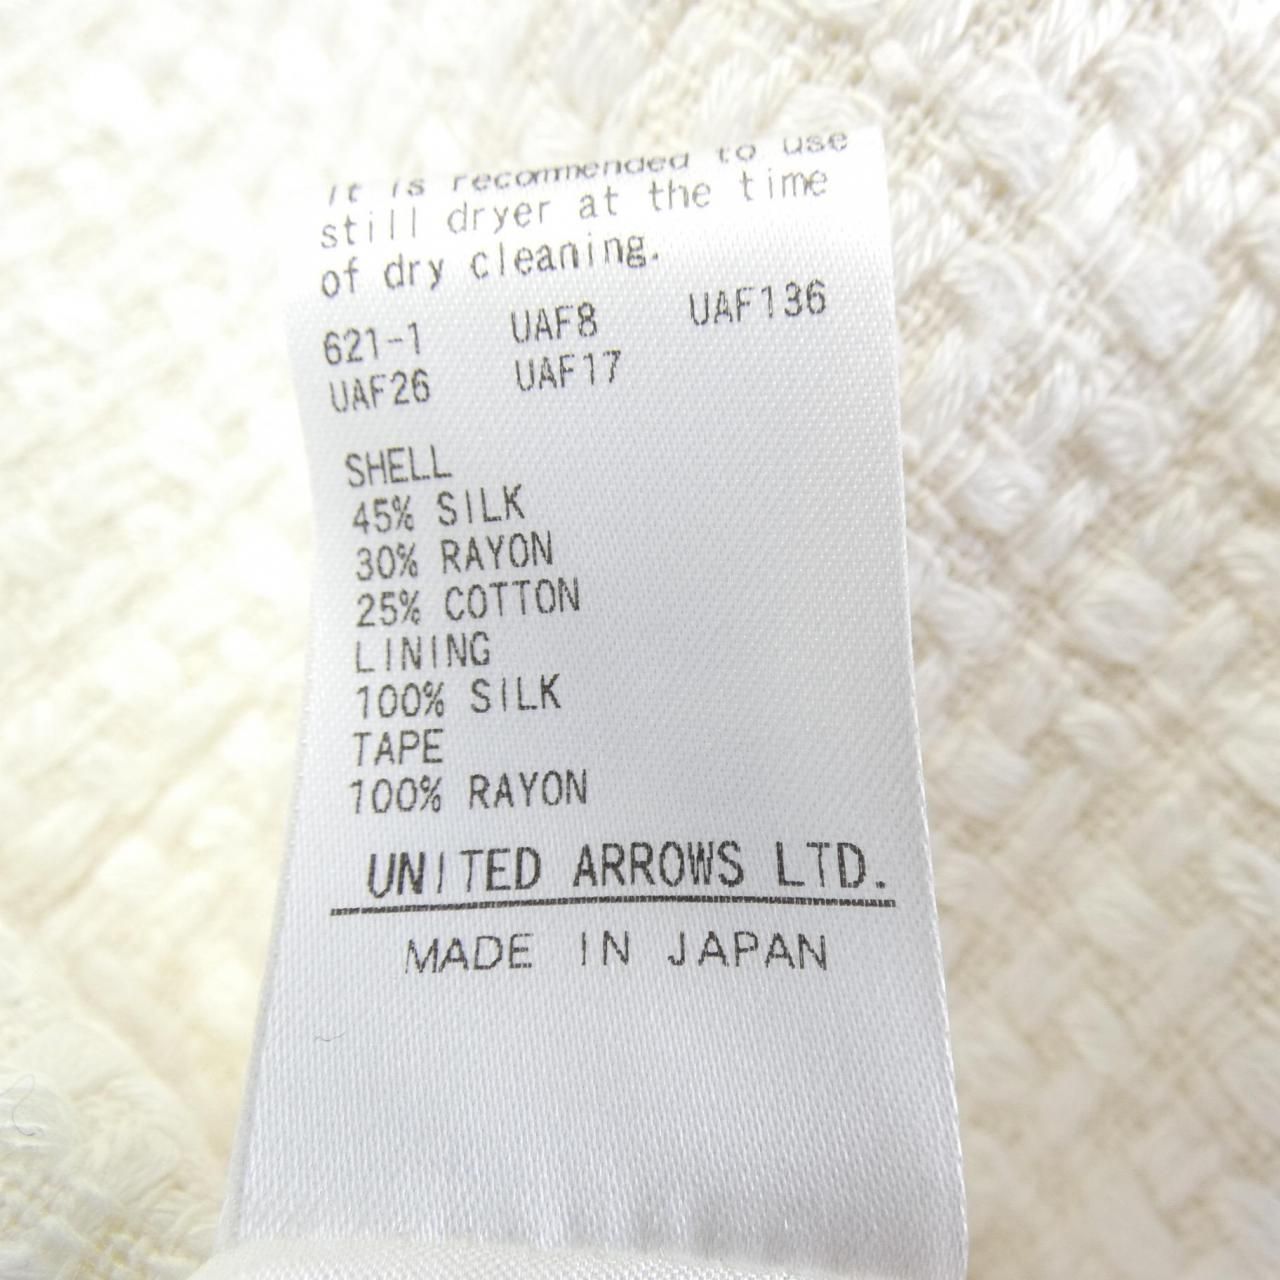 It is recommended to use
still dryer at the time
of dry cleaning.
621-1 UAF8 UAF136
UAF26 UAF17
SHELL
45% SILK
30% RAYON
25% COTTON
LINING
100% SILK
TAPE
100% RAYON
UNITED ARROWS LTD.
MADE IN JAPAN